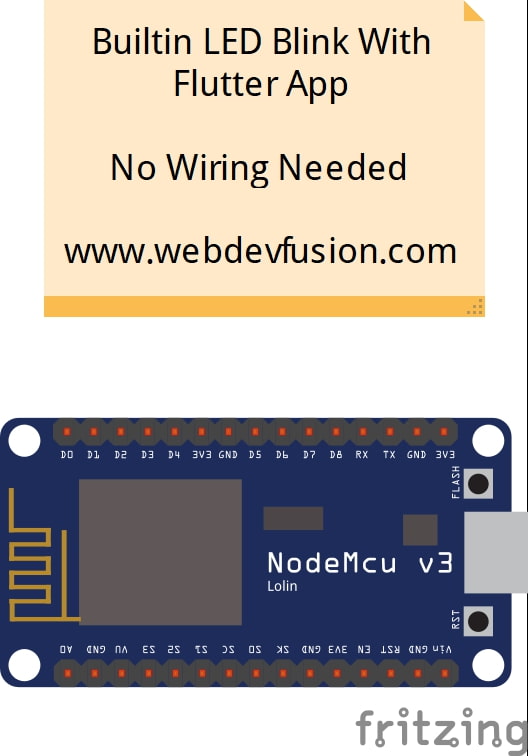 Builtin LED Blink With
Flutter App
No Wiring Needed
www.webdevfusion.com
D0 D1 D2 D3 D4 3V3 GND D5 D6 D7 D8 RX TX GND 3V3
FLASH
NodeMcu v3
Lolin
RST
A0 GND VU S3 S2 S1 SC S0 SK GND 3V3 EN RST GND Vin
fritzing